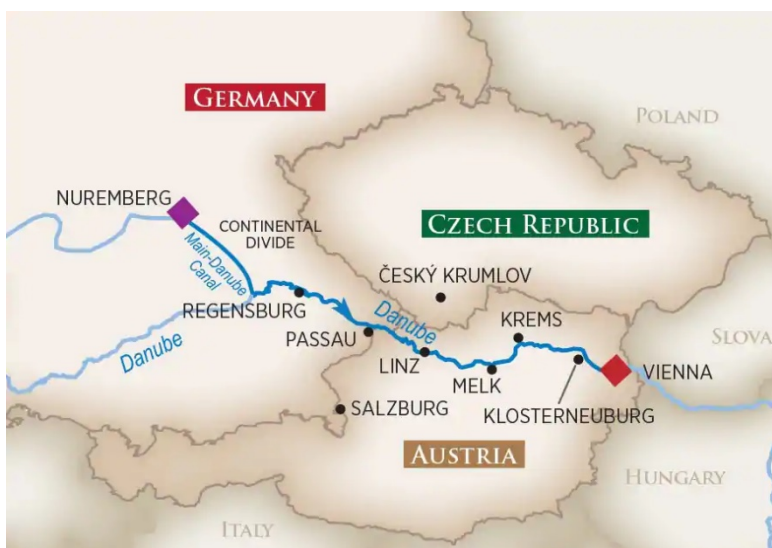 GERMANY
POLAND
NUREMBERG
CONTINENTAL
DIVIDE
CZECH REPUBLIC
Main-Danube
Canal
ČESKÝ KRUMLOV
REGENSBURG
Danube
KREMS
PASSAU
Danube
LINZ
MELK
SLOVA
VIENNA
KLOSTERNEUBURG
SALZBURG
AUSTRIA
HUNGARY
ITALY